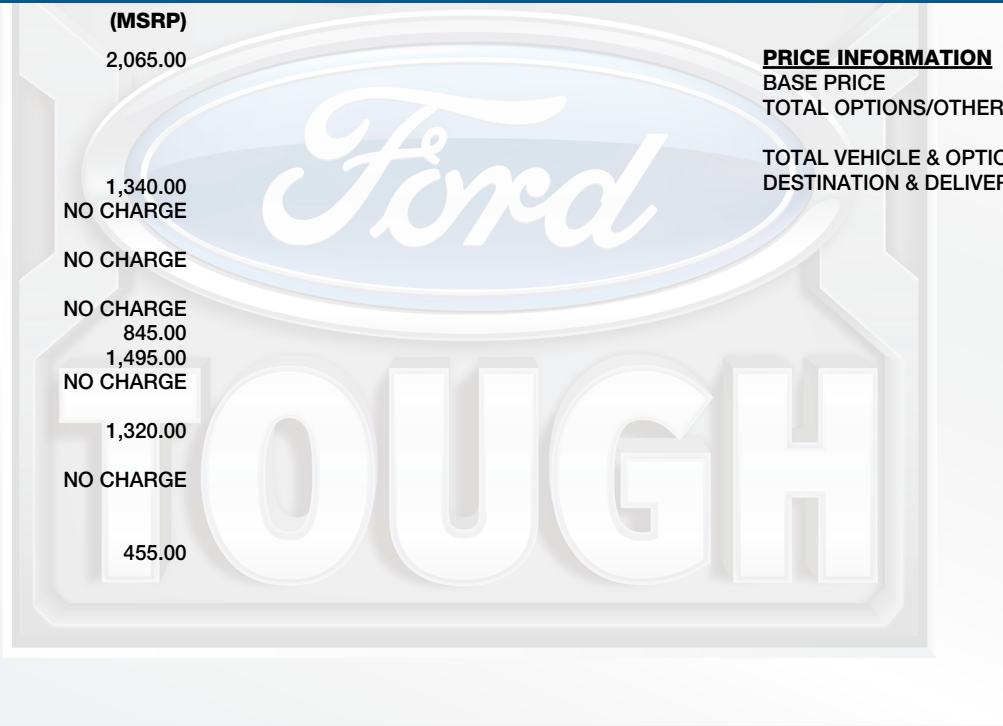 (MSRP)
2,065.00
1,340.00
NO CHARGE
NO CHARGE
NO CHARGE
845.00
1,495.00
NO CHARGE
1,320.00
NO CHARGE
455.00
PRICE INFORMATION
BASE PRICE
TOTAL OPTIONS/OTHER
TOTAL VEHICLE & OPTIO
DESTINATION & DELIVER
Ford
TOUGH